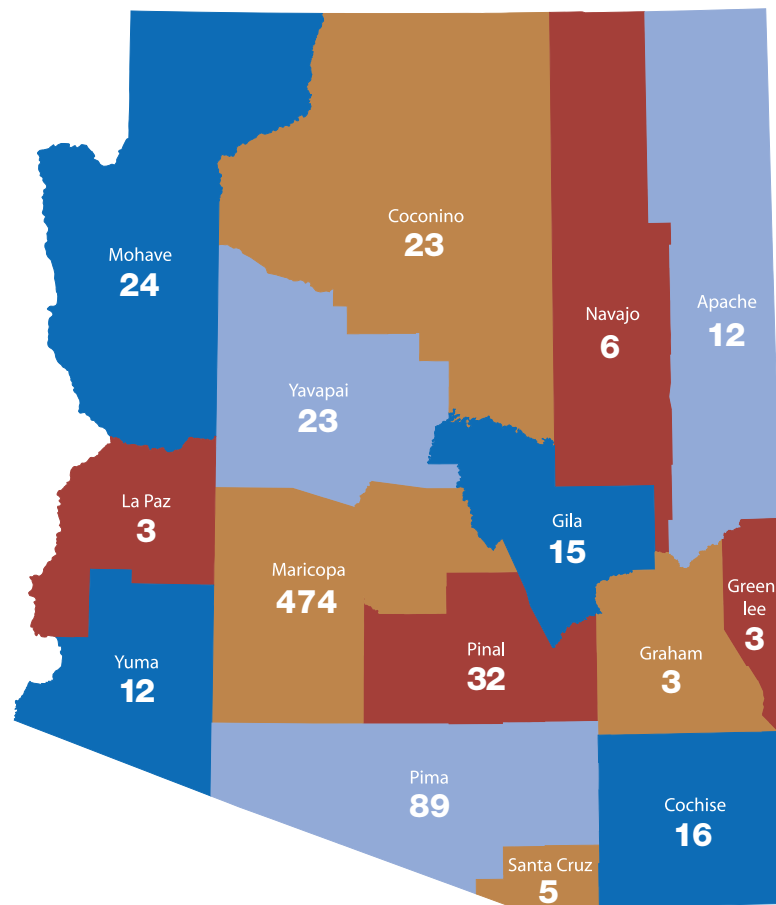 Coconino
23
Mohave
24
Navajo
6
Apache
12
Yavapai
23
La Paz
3
Gila
15
Maricopa
474
Green
lee
3
Pinal
32
Graham
3
Yuma
12
Pima
89
Cochise
16
Santa Cruz
5